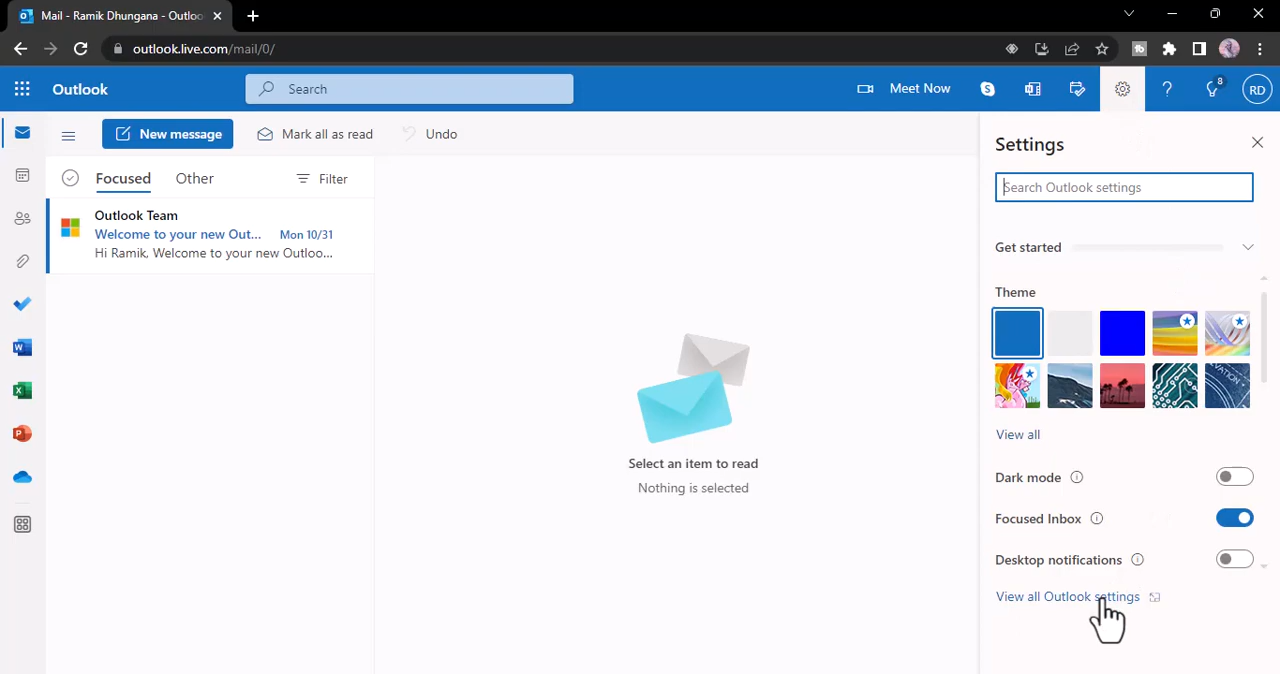 Mail - Ramik Dhungana - Outloo
outlook.live.com/mail/0/
Outlook
Search
Meet Now
8
RD
New message
Mark all as read
Undo
Focused
Other
Filter
Outlook Team
Welcome to your new Out...
Mon 10/31
Hi Ramik, Welcome to your new Outloo...
Select an item to read
Nothing is selected
Settings
Search Outlook settings
Get started
Theme
View all
Dark mode
Focused Inbox
Desktop notifications
View all Outlook settings